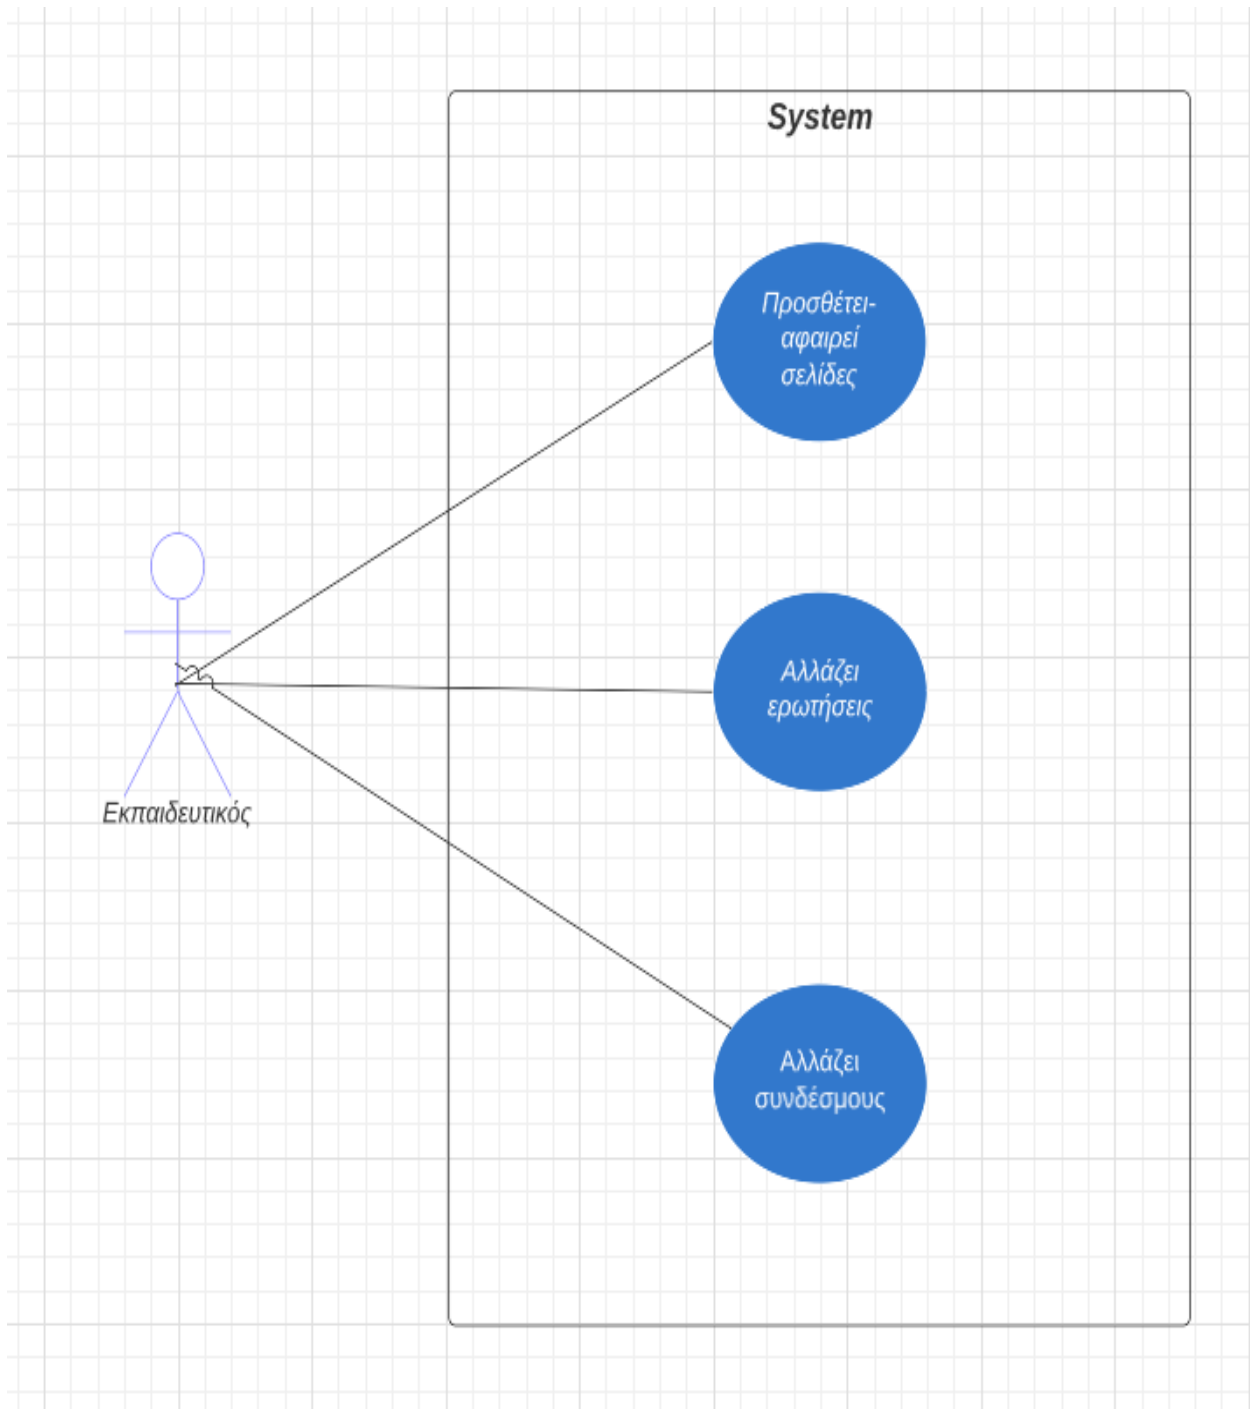 System
Προσθέτει-
αφαιρεί
σελίδες
Αλλάζει
ερωτήσεις
Εκπαιδευτικός
Αλλάζει
συνδέσμους